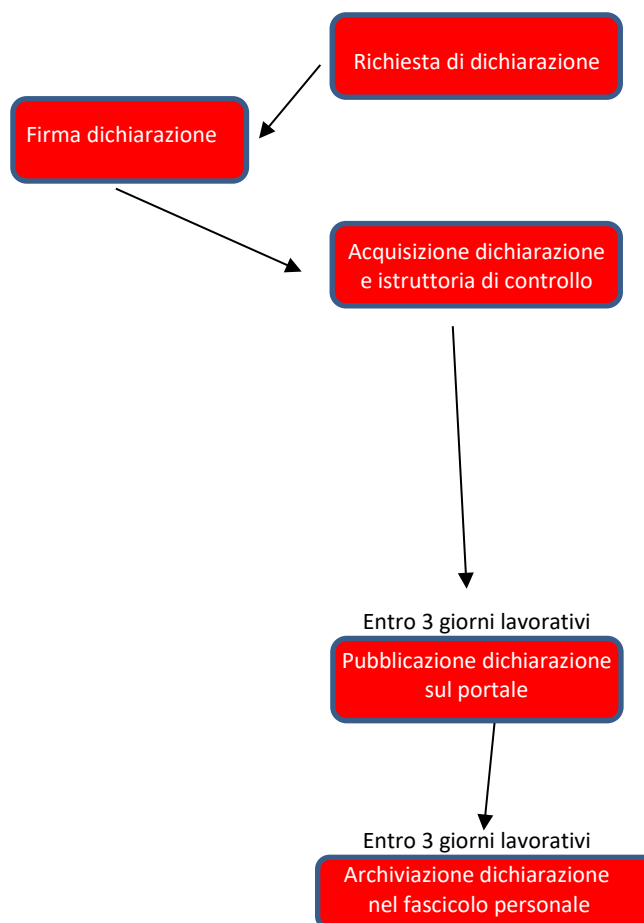 Richiesta di dichiarazione
Firma dichiarazione
Acquisizione dichiarazione
e istruttoria di controllo
Entro 3 giorni lavorativi
Pubblicazione dichiarazione
sul portale
Entro 3 giorni lavorativi
Archiviazione dichiarazione
nel fascicolo personale